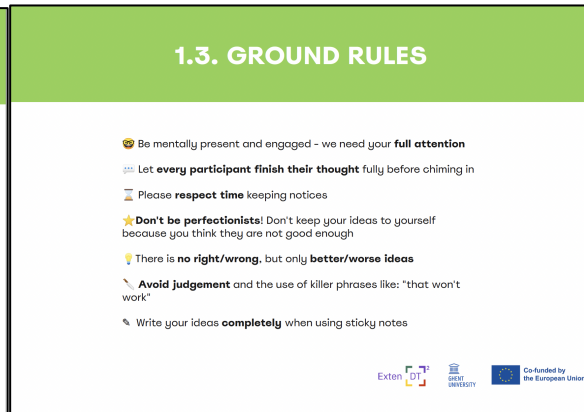 1.3. GROUND RULES
🤓 Be mentally present and engaged - we need your full attention
💬 Let every participant finish their thought fully before chiming in
⏳ Please respect time keeping notices
⭐Don't be perfectionists! Don't keep your ideas to yourself
because you think they are not good enough
💡There is no right/wrong, but only better/worse ideas
🔪 Avoid judgement and the use of killer phrases like: "that won't
work"
✎ Write your ideas completely when using sticky notes
Exten DT 2
GHENT
UNIVERSITY
Co-funded by
the European Union